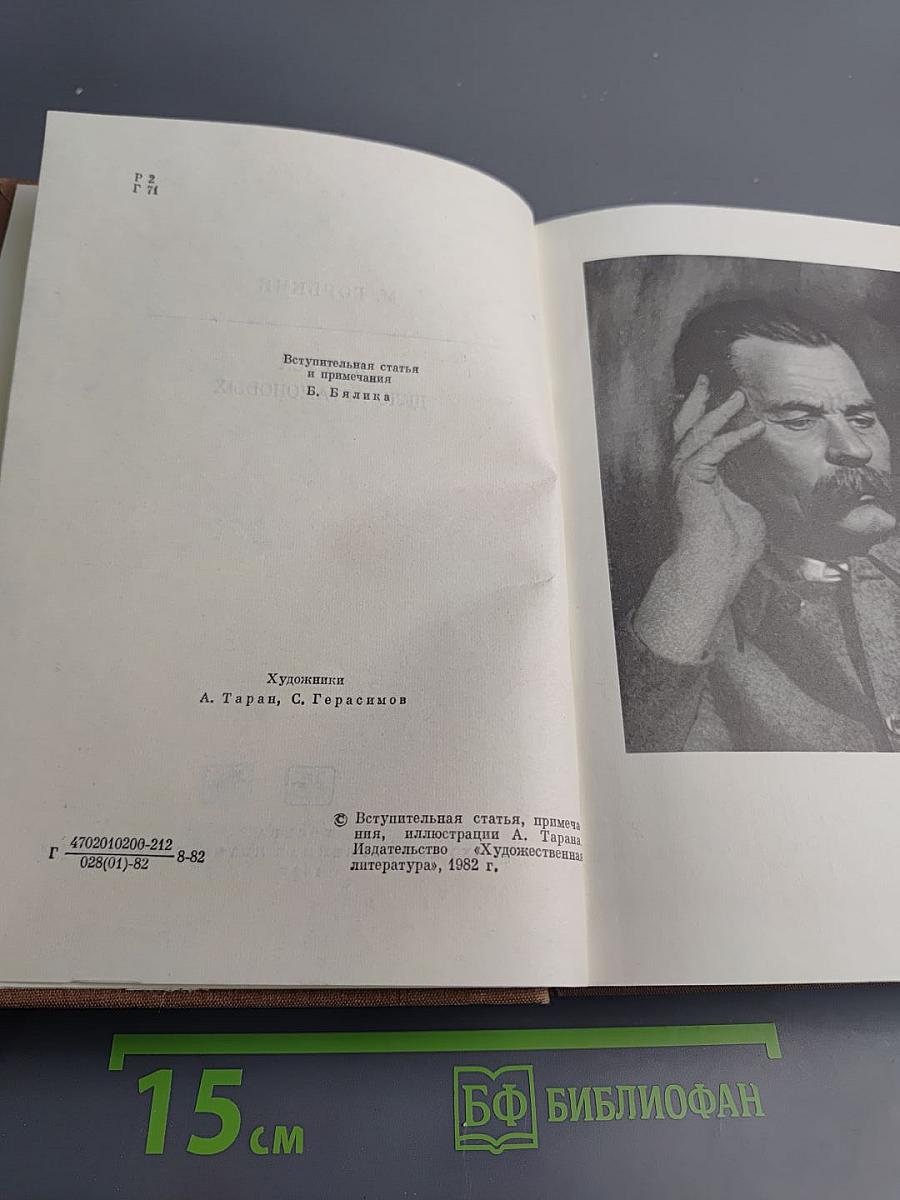 Р 2
Г 71
Вступительная статья
и примечания
Б. Бялика
Художники
А. Таран, С. Герасимов
Г 4702010200-212
028(01)-82
8-82
© Вступительная статья, примеча
ния, иллюстрации А. Тарана.
Издательство «Художественная
литература», 1982 г.
15 см
БФ БИБЛИОФАН